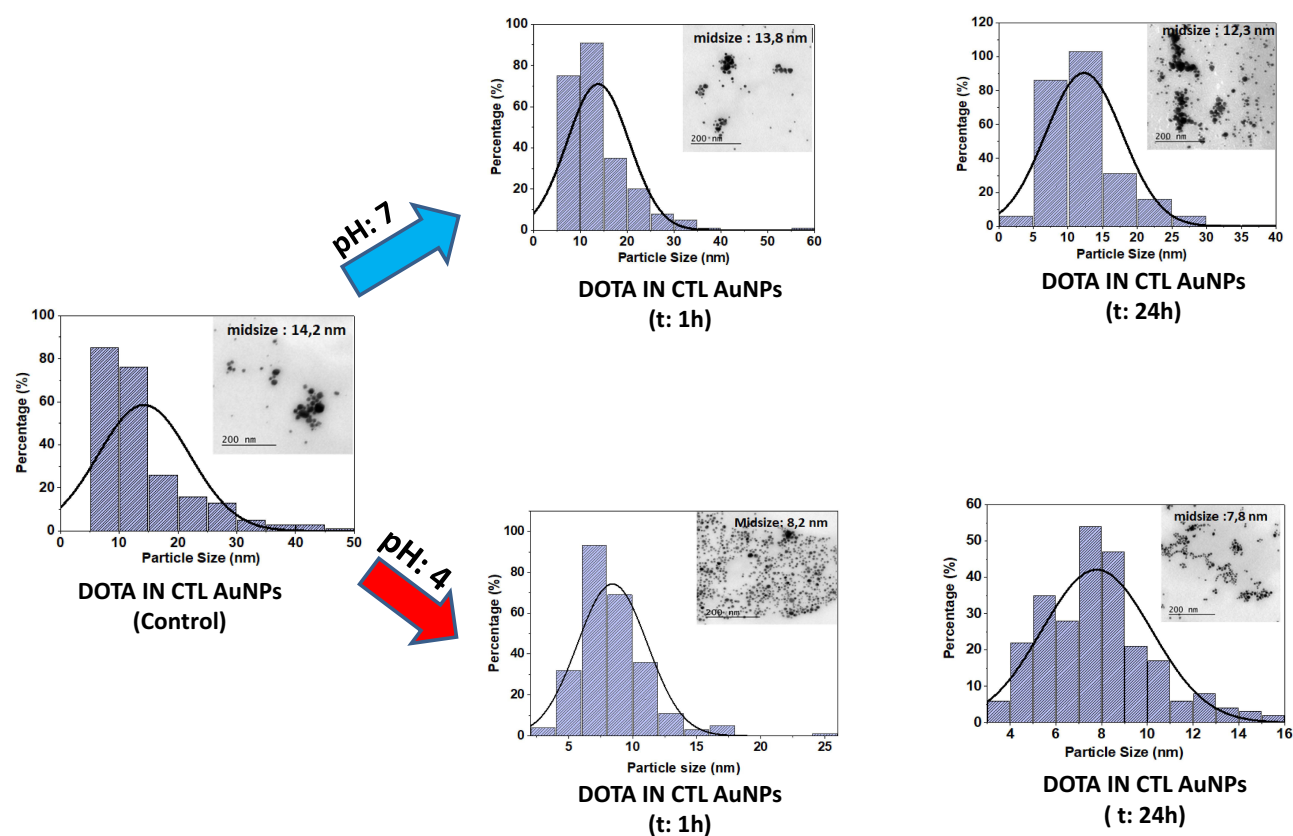 100
80
60
40
20
0
Percentage (%)
midsize : 13,8 nm
200 nm
0 10 20 30 40 50 60
Particle Size (nm)
DOTA IN CTL AuNPs
(t: 1h)
120
100
80
60
40
20
0
Percentage (%)
midsize : 12,3 nm
200 nm
0 5 10 15 20 25 30 35 40
Particle Size (nm)
DOTA IN CTL AuNPs
(t: 24h)
pH: 7
100
80
60
40
20
0
Percentage (%)
midsize : 14,2 nm
200 nm
0 10 20 30 40 50
Particle Size (nm)
DOTA IN CTL AuNPs
(Control)
pH: 4
100
80
60
40
20
0
Percentage (%)
Midsize: 8,2 nm
200 nm
5 10 15 20 25
Particle size (nm)
DOTA IN CTL AuNPs
(t: 1h)
60
50
40
30
20
10
0
Percentage (%)
midsize :7,8 nm
200 nm
4 6 8 10 12 14 16
Particle Size (nm)
DOTA IN CTL AuNPs
( t: 24h)